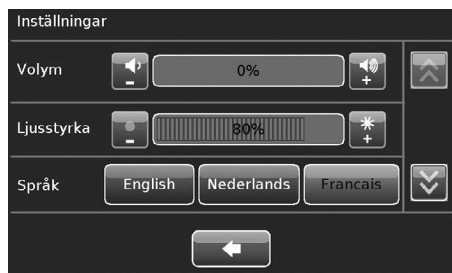 Inställningar
Volym
0%
Ljusstyrka
80%
Språk English Nederlands Francais